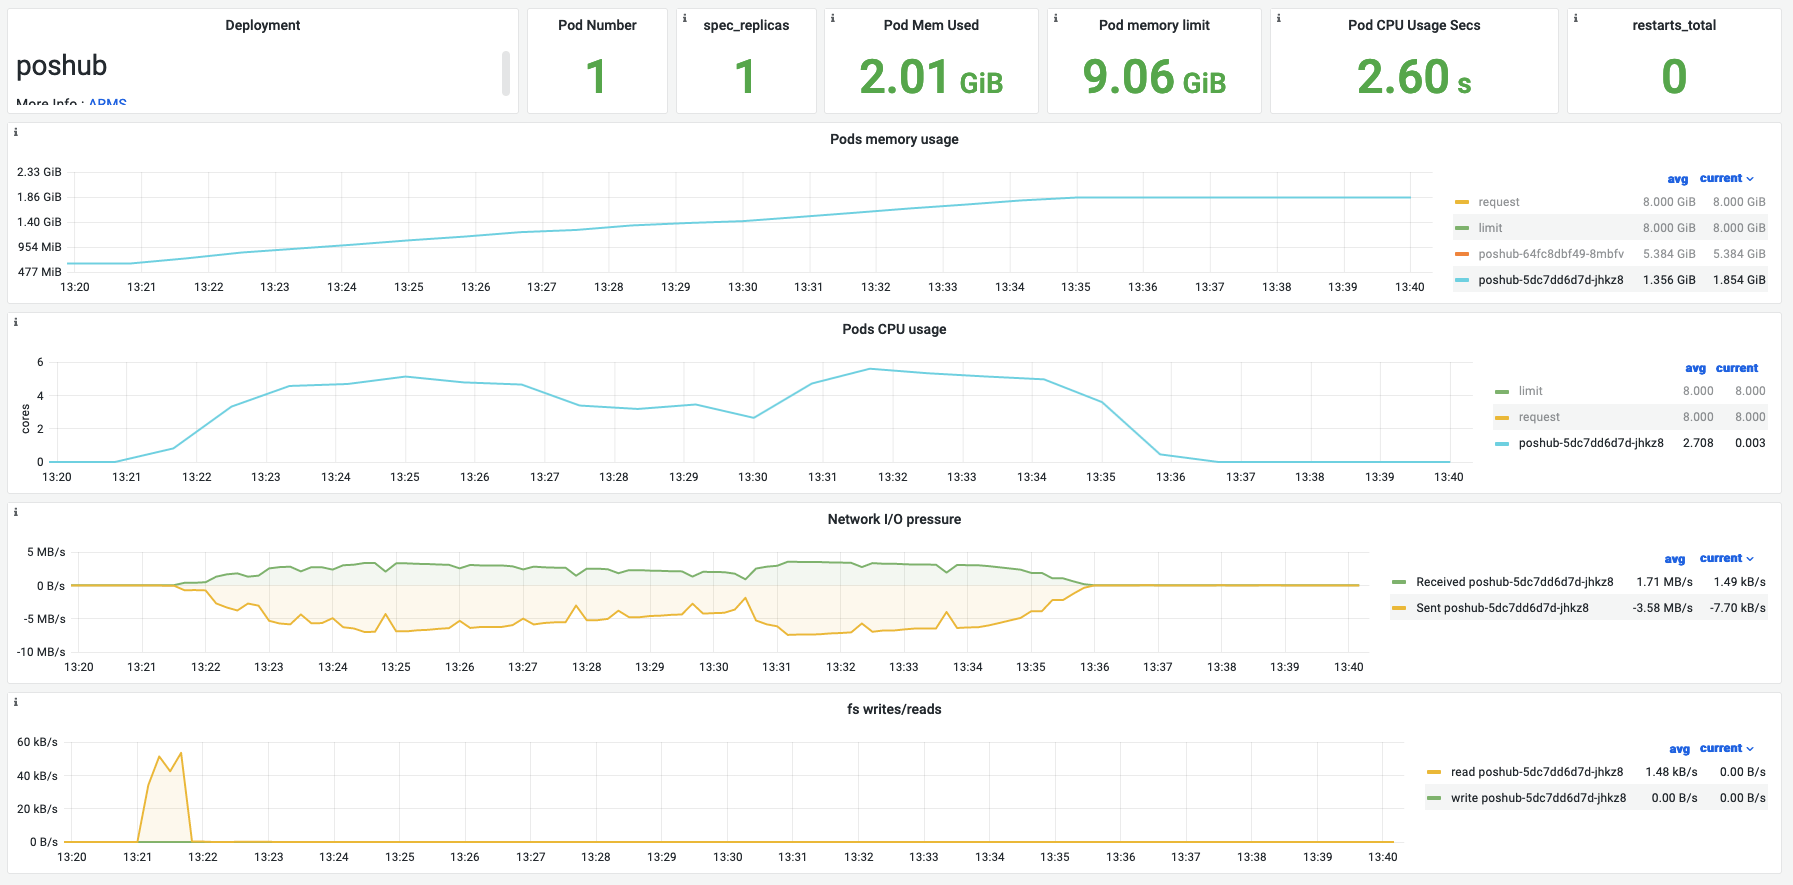 Deployment
poshub
More Info : ARMS
Pod Number
1
i
spec_replicas
1
i
Pod Mem Used
2.01 GiB
i
Pod memory limit
9.06 GiB
i
Pod CPU Usage Secs
2.60 s
i
restarts_total
0
i
Pods memory usage
2.33 GiB
1.86 GiB
1.40 GiB
954 MiB
477 MiB
13:20 13:21 13:22 13:23 13:24 13:25 13:26 13:27 13:28 13:29 13:30 13:31 13:32 13:33 13:34 13:35 13:36 13:37 13:38 13:39 13:40
avg current
request 8.000 GiB 8.000 GiB
limit 8.000 GiB 8.000 GiB
poshub-64fc8dbf49-8mbfv 5.384 GiB 5.384 GiB
poshub-5dc7dd6d7d-jhkz8 1.356 GiB 1.854 GiB
i
Pods CPU usage
cores
6
4
2
0
13:20 13:21 13:22 13:23 13:24 13:25 13:26 13:27 13:28 13:29 13:30 13:31 13:32 13:33 13:34 13:35 13:36 13:37 13:38 13:39 13:40
avg current
limit 8.000 8.000
request 8.000 8.000
poshub-5dc7dd6d7d-jhkz8 2.708 0.003
i
Network I/O pressure
5 MB/s
0 B/s
-5 MB/s
-10 MB/s
13:20 13:21 13:22 13:23 13:24 13:25 13:26 13:27 13:28 13:29 13:30 13:31 13:32 13:33 13:34 13:35 13:36 13:37 13:38 13:39 13:40
avg current
Received poshub-5dc7dd6d7d-jhkz8 1.71 MB/s 1.49 kB/s
Sent poshub-5dc7dd6d7d-jhkz8 -3.58 MB/s -7.70 kB/s
i
fs writes/reads
60 kB/s
40 kB/s
20 kB/s
0 B/s
13:20 13:21 13:22 13:23 13:24 13:25 13:26 13:27 13:28 13:29 13:30 13:31 13:32 13:33 13:34 13:35 13:36 13:37 13:38 13:39 13:40
avg current
read poshub-5dc7dd6d7d-jhkz8 1.48 kB/s 0.00 B/s
write poshub-5dc7dd6d7d-jhkz8 0.00 B/s 0.00 B/s